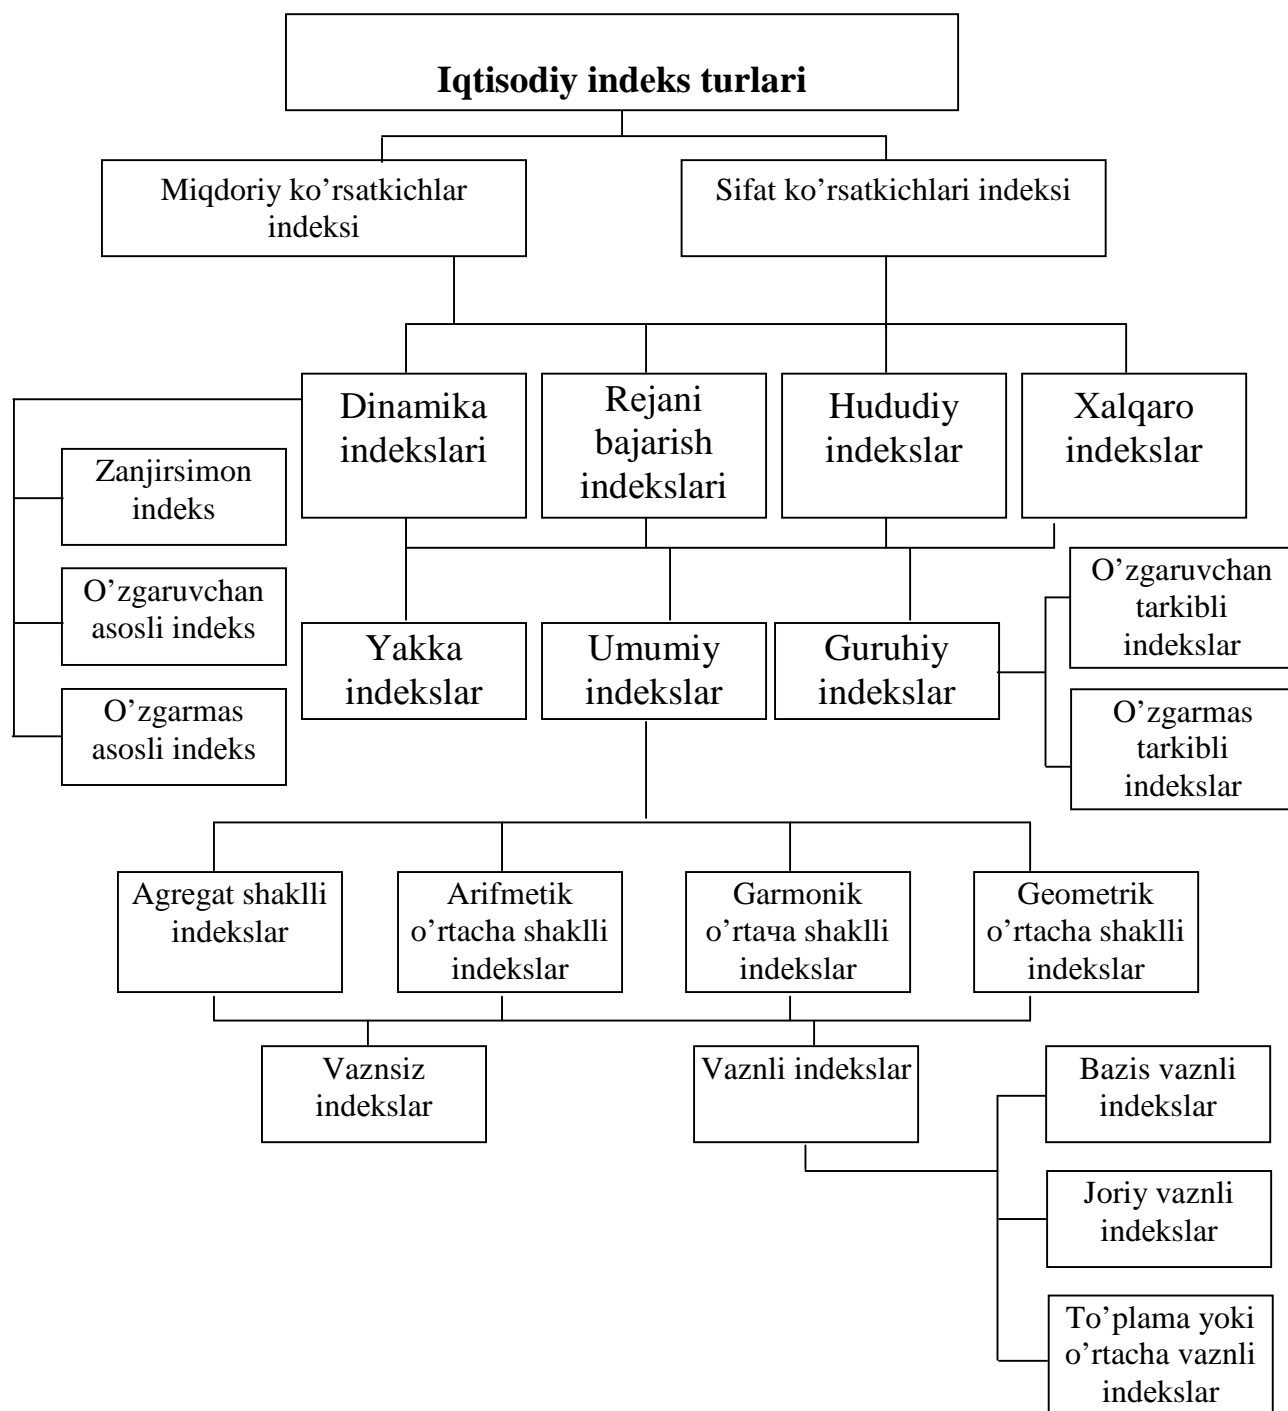 Iqtisodiy indeks turlari
Miqdoriy ko’rsatkichlar
indeksi
Sifat ko’rsatkichlari indeksi
Dinamika
indekslari
Rejani
bajarish
indekslari
Hududiy
indekslar
Xalqaro
indekslar
Zanjirsimon
indeks
O’zgaruvchan
asosli indeks
O’zgarmas
asosli indeks
Yakka
indekslar
Umumiy
indekslar
Guruhiy
indekslar
O’zgaruvchan
tarkibli
indekslar
O’zgarmas
tarkibli
indekslar
Agregat shaklli
indekslar
Arifmetik
o’rtacha shaklli
indekslar
Garmonik
o’rtaча shaklli
indekslar
Geometrik
o’rtacha shaklli
indekslar
Vaznsiz
indekslar
Vaznli indekslar
Bazis vaznli
indekslar
Joriy vaznli
indekslar
To’plama yoki
o’rtacha vaznli
indekslar